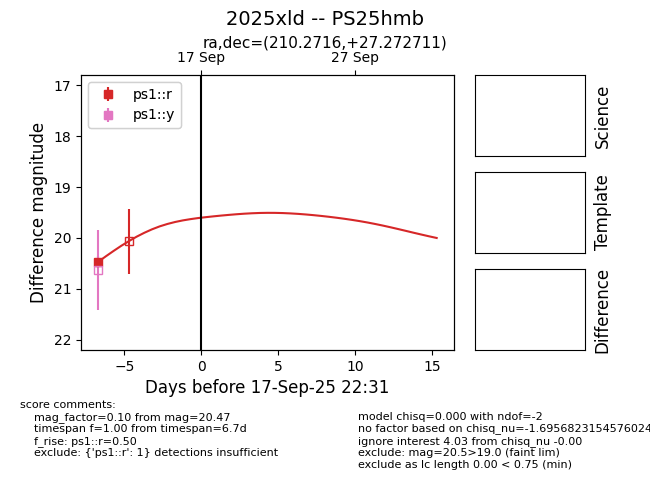 2025xld -- PS25hmb
ra,dec=(210.2716,+27.272711)
17 Sep
27 Sep
ps1::r
ps1::y
17
18
19
20
21
22
Difference magnitude
−5
0
5
10
15
Days before 17-Sep-25 22:31
Science
Template
Difference
score comments:
mag_factor=0.10 from mag=20.47
timespan f=1.00 from timespan=6.7d
f_rise: ps1::r=0.50
exclude: {'ps1::r': 1} detections insufficient
model chisq=0.000 with ndof=-2
no factor based on chisq_nu=-1.6956823154576024
ignore interest 4.03 from chisq_nu -0.00
exclude: mag=20.5>19.0 (faint lim)
exclude as lc length 0.00 < 0.75 (min)